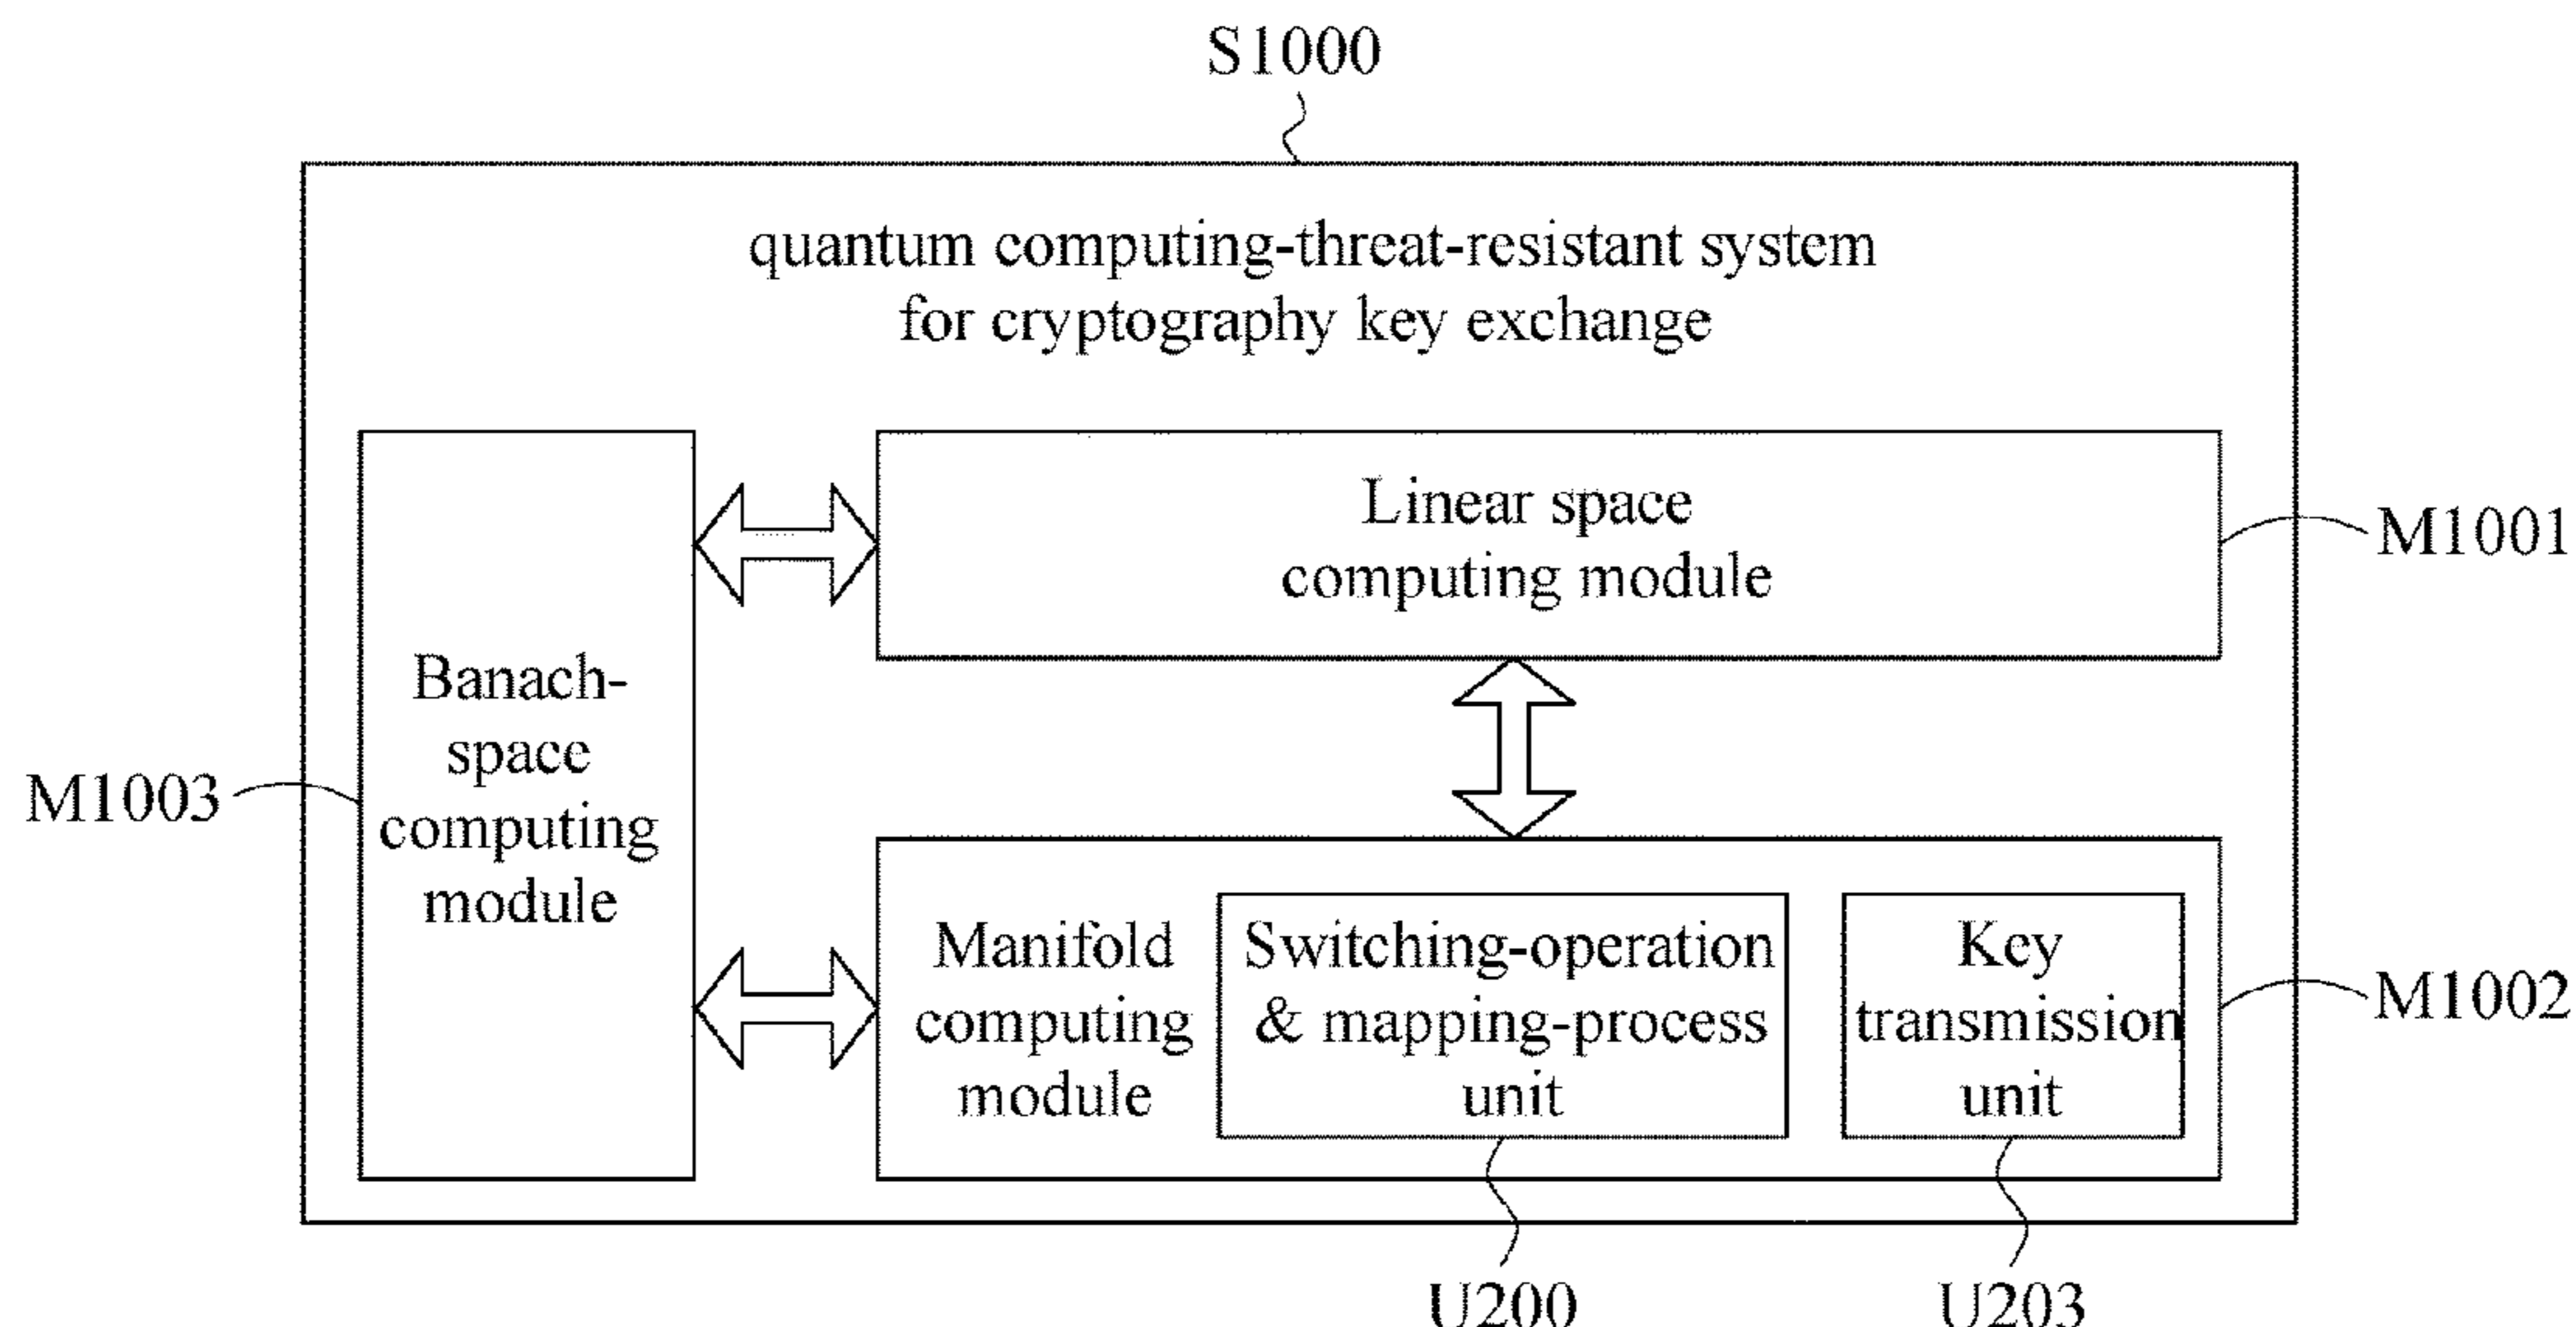 S1000
quantum computing-threat-resistant system
for cryptography key exchange
Linear space
computing module
M1001
Banach-
space
computing
module
M1003
Manifold
computing
module
Switching-operation
& mapping-process
unit
Key
transmission
unit
M1002
U200
U203